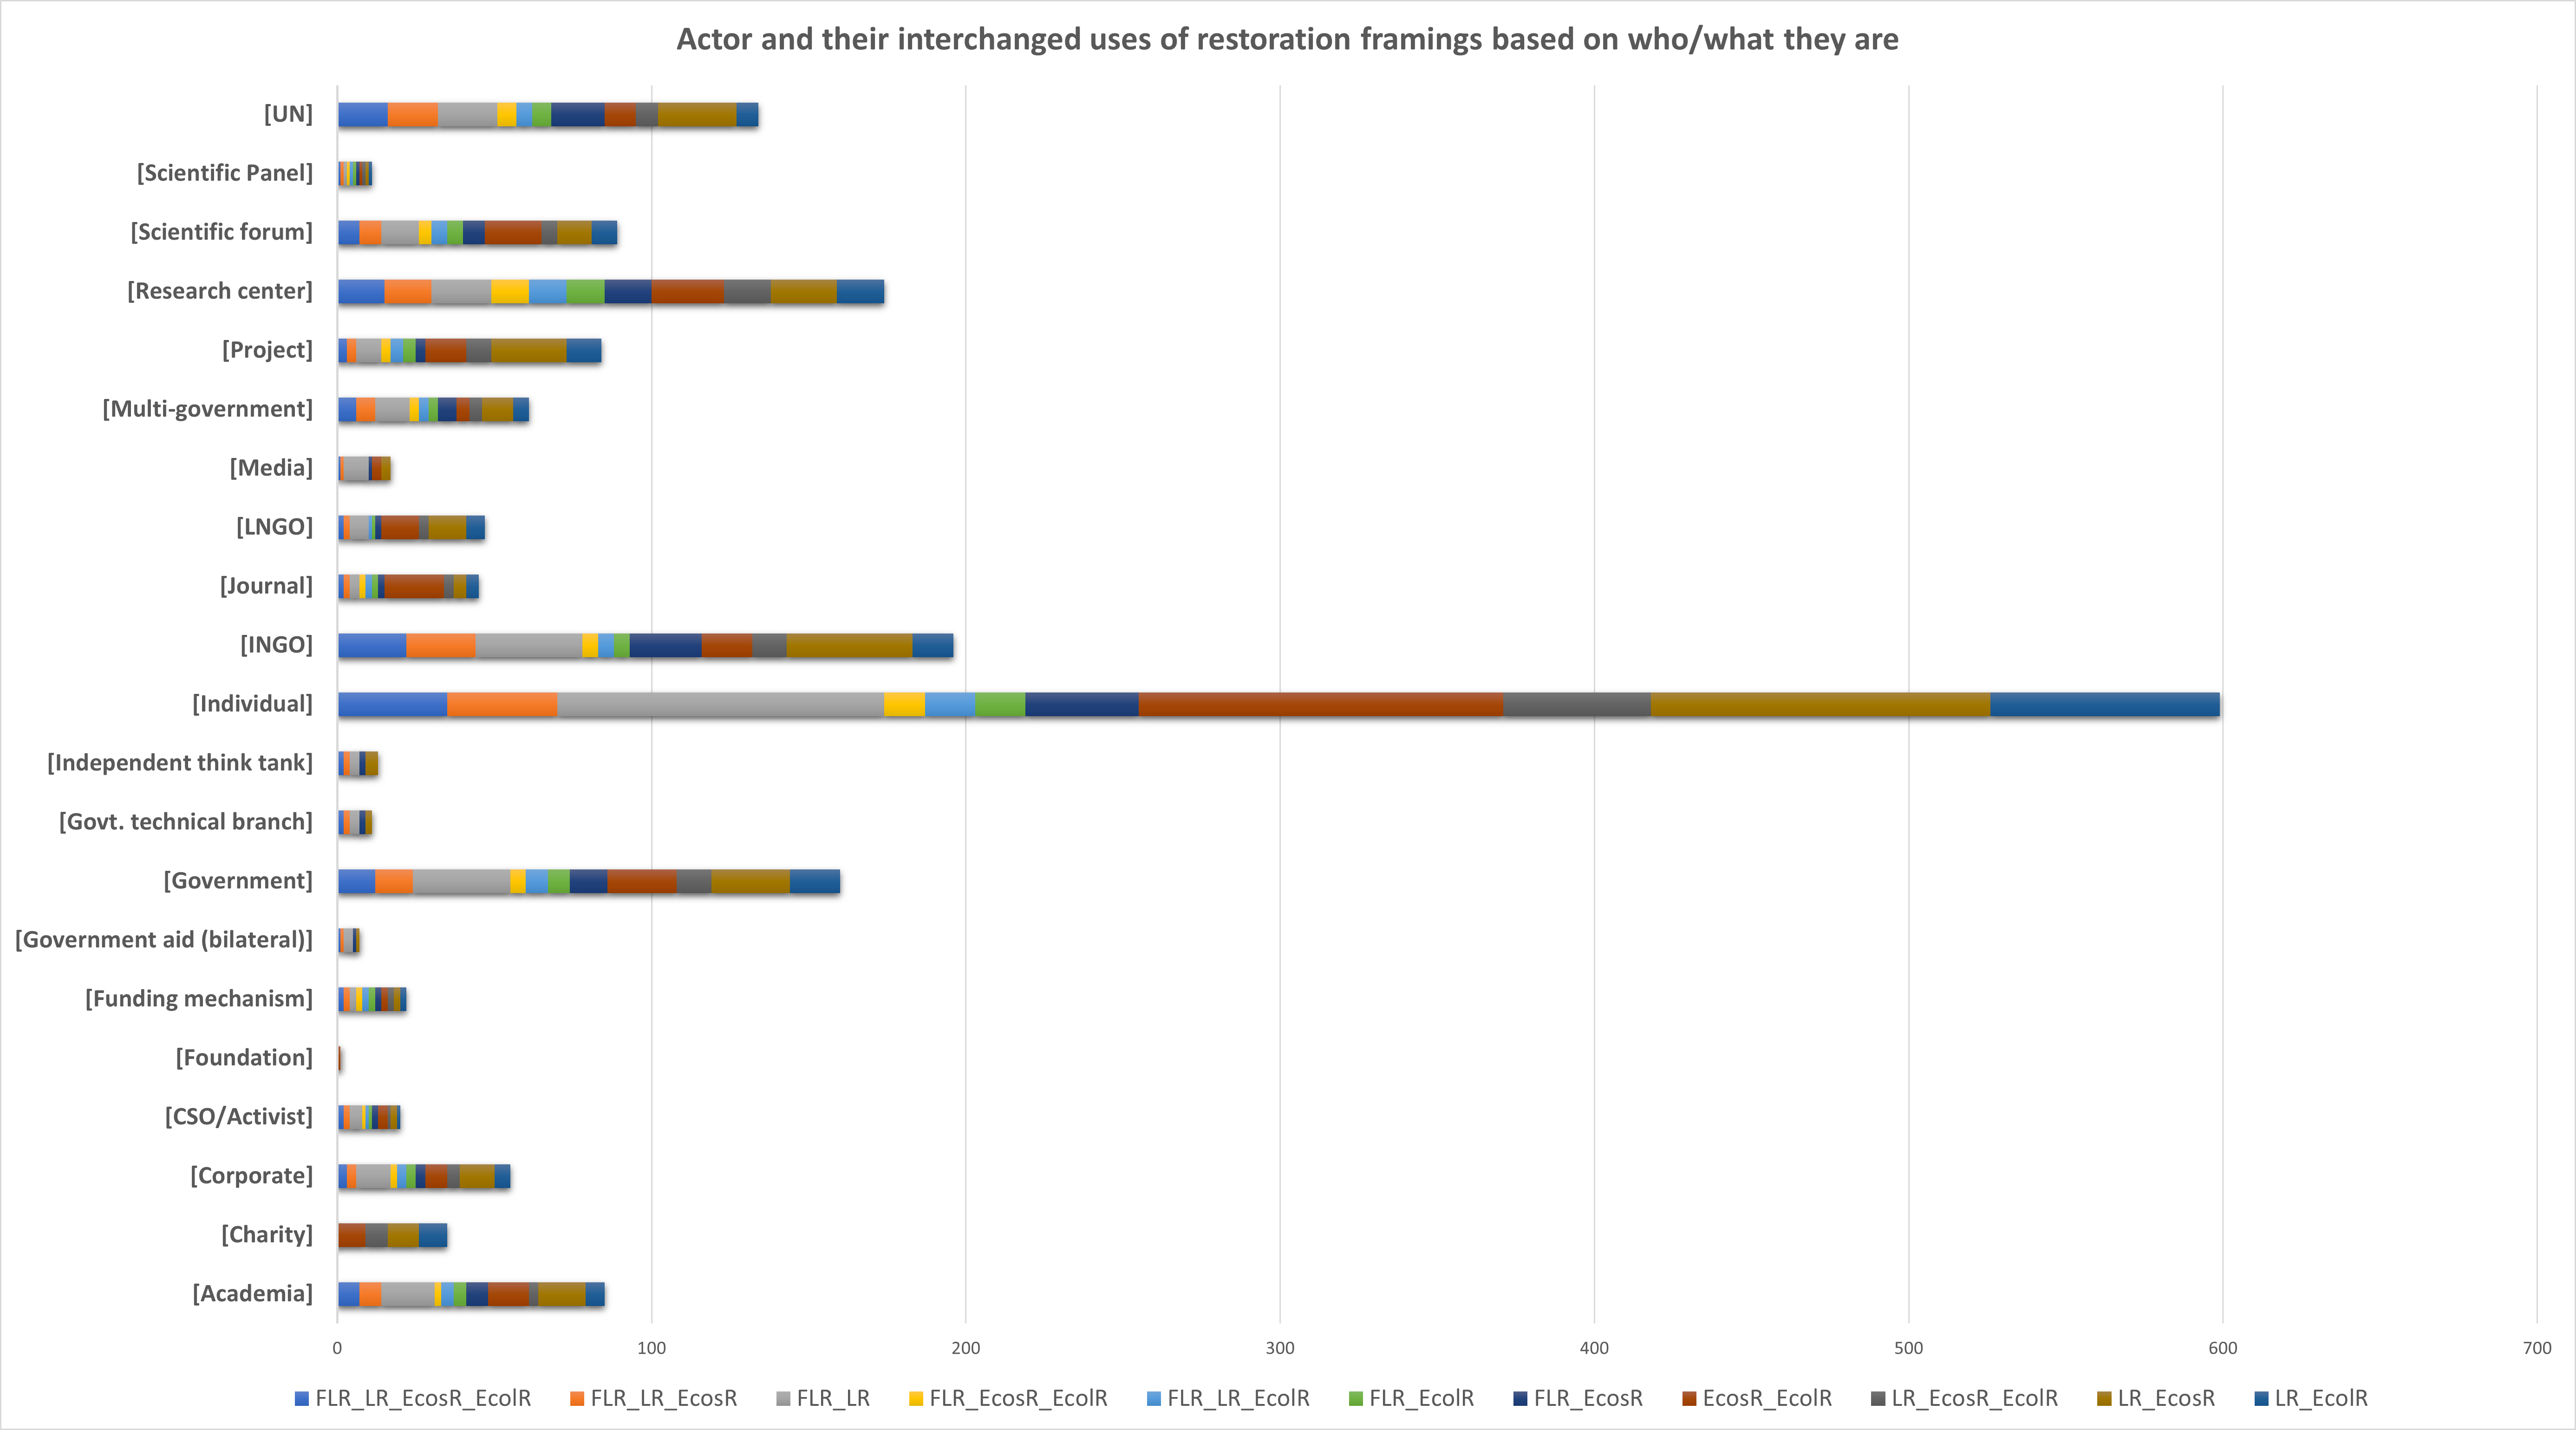 Actor and their interchanged uses of restoration framings based on who/what they are
[UN]
[Scientific Panel]
[Scientific forum]
[Research center]
[Project]
[Multi-government]
[Media]
[LNGO]
[Journal]
[INGO]
[Individual]
[Independent think tank]
[Govt. technical branch]
[Government]
[Government aid (bilateral)]
[Funding mechanism]
[Foundation]
[CSO/Activist]
[Corporate]
[Charity]
[Academia]
0 100 200 300 400 500 600 700
FLR_LR_EcosR_EcolR FLR_LR_EcosR FLR_LR FLR_EcosR_EcolR FLR_LR_EcolR FLR_EcolR FLR_EcosR EcosR_EcolR LR_EcosR_EcolR LR_EcosR LR_EcolR